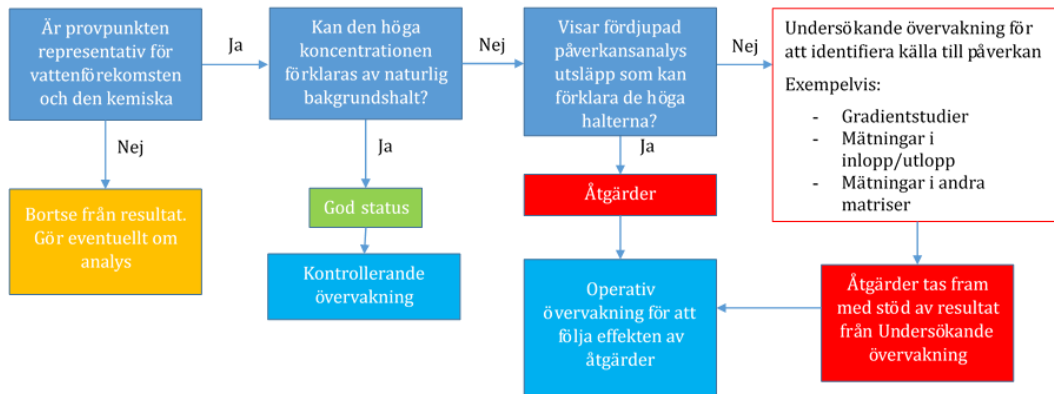 Är provpunkten
representativ för
vattenförekomsten
och den kemiska
Ja
Kan den höga
koncentrationen
förklaras av naturlig
bakgrundshalt?
Nej
Visar fördjupad
påverkansanalys
utsläpp som kan
förklara de höga
halterna?
Nej
Undersökande övervakning för
att identifiera källa till påverkan
Exempelvis:
- Gradientstudier
- Mätningar i
inlopp/utlopp
- Mätningar i andra
matriser
Nej
Ja
Ja
Bortse från resultat.
Gör eventuellt om
analys
God status
Åtgärder
Kontrollerande
övervakning
Operativ
övervakning för att
följa effekten av
åtgärder
Åtgärder tas fram
med stöd av resultat
från Undersökande
övervakning